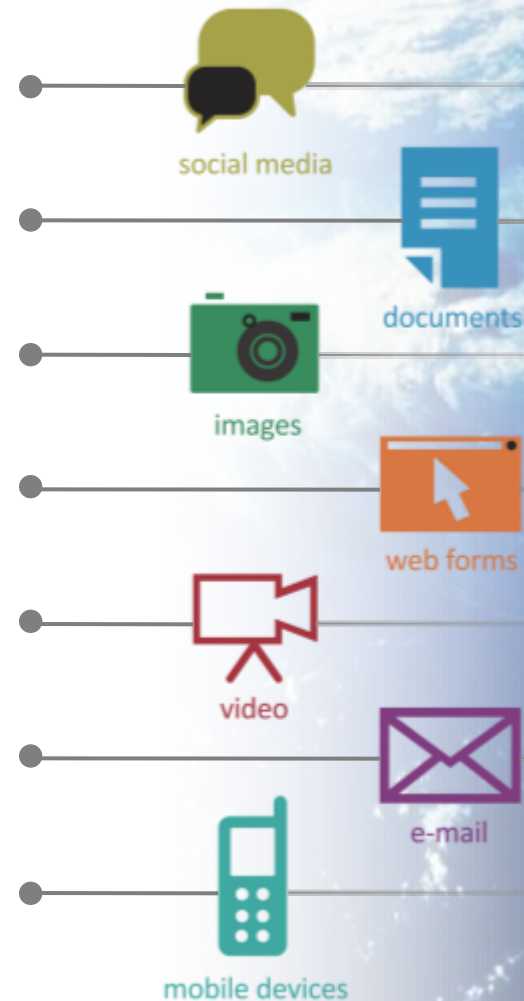 social media
documents
images
web forms
video
e-mail
mobile devices